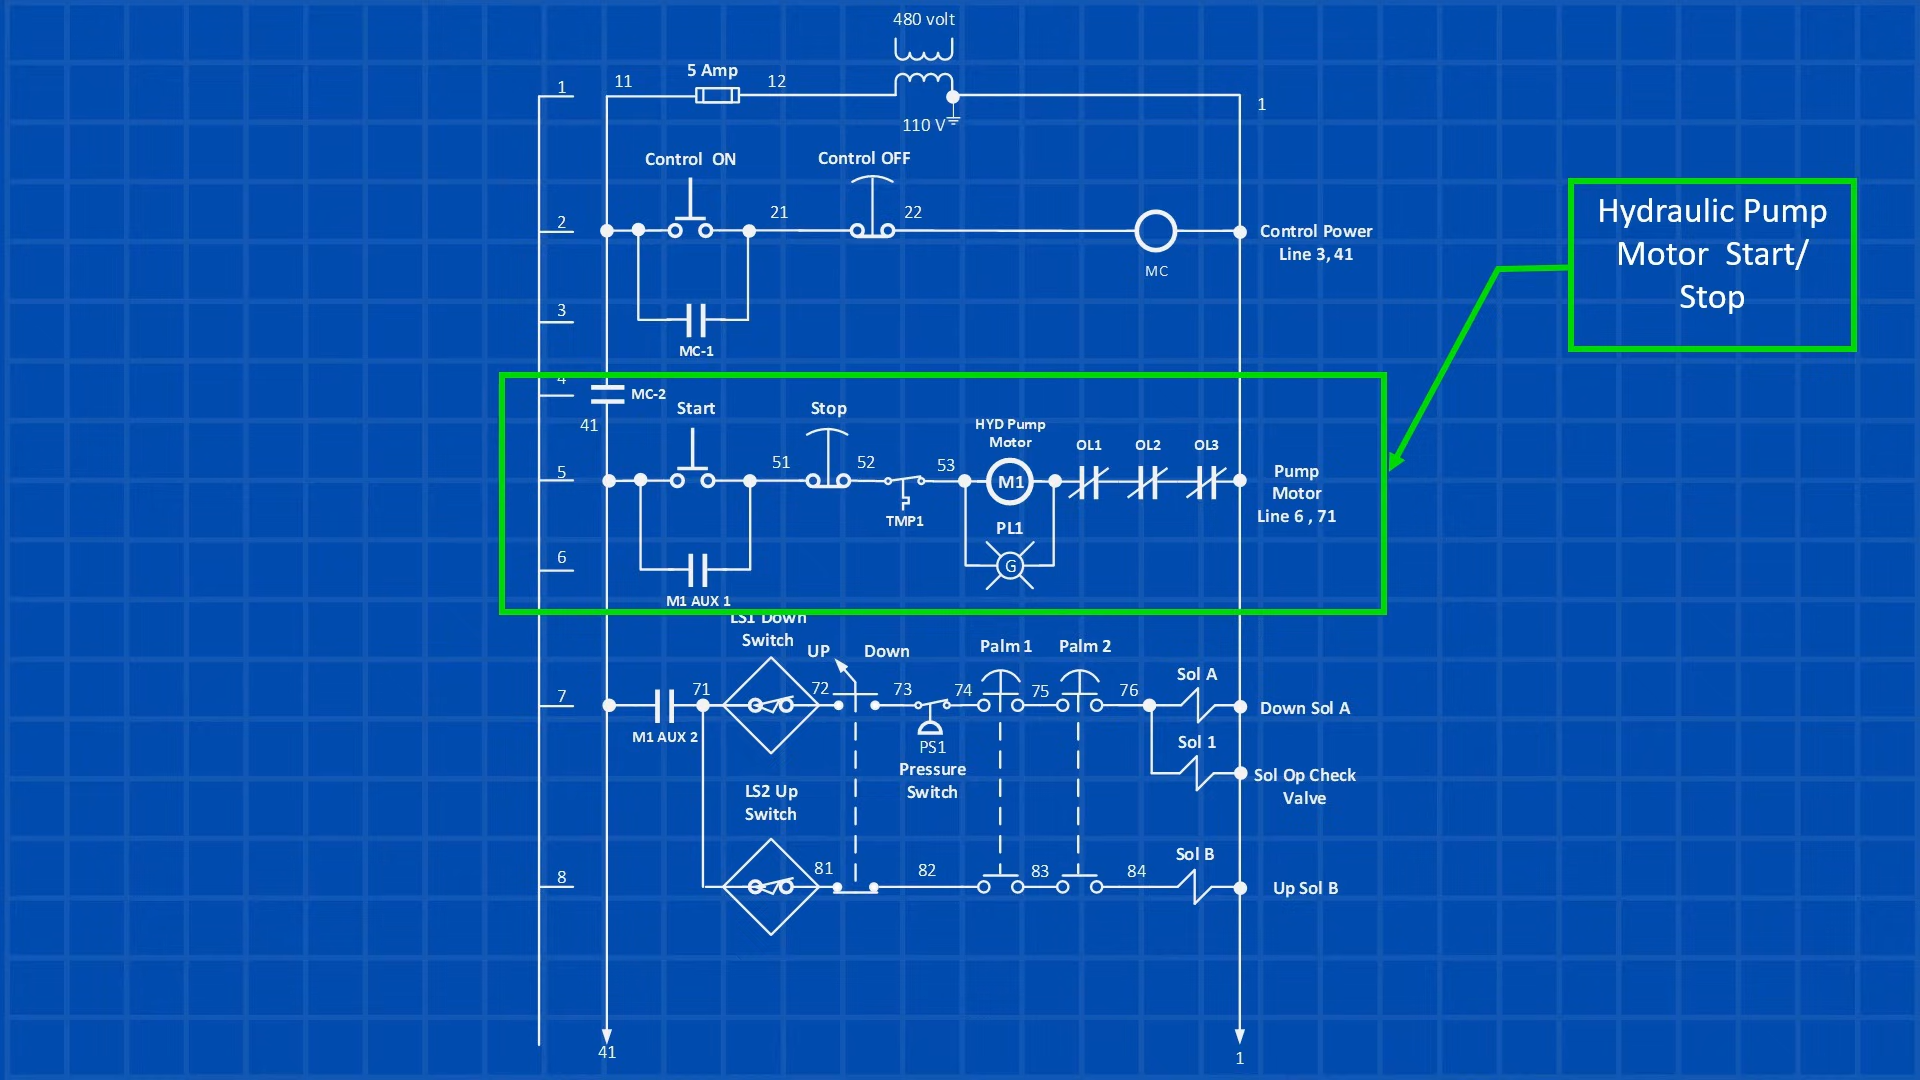 480 volt
5 Amp
1
11
12
1
110 V
Control ON
Control OFF
2
21
22
Control Power
Line 3, 41
MC
3
MC-1
Hydraulic Pump
Motor Start/
Stop
4
MC-2
41
Start
Stop
HYD Pump
Motor
OL1
OL2
OL3
5
51
52
53
M1
Pump
Motor
Line 6 , 71
TMP1
PL1
6
G
M1 AUX 1
LS1 Down
Switch
UP
Down
Palm 1
Palm 2
Sol A
7
71
72
73
74
75
76
Down Sol A
M1 AUX 2
PS1
Pressure
Switch
Sol 1
Sol Op Check
Valve
LS2 Up
Switch
Sol B
8
81
82
83
84
Up Sol B
41
1